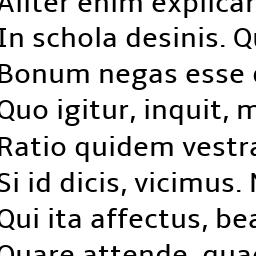 Aliter enim explicar
In schola desinis. Qu
Bonum negas esse
Quo igitur, inquit, m
Ratio quidem vestra
Si id dicis, vicimus. N
Qui ita affectus, bea
Quare attende, quae